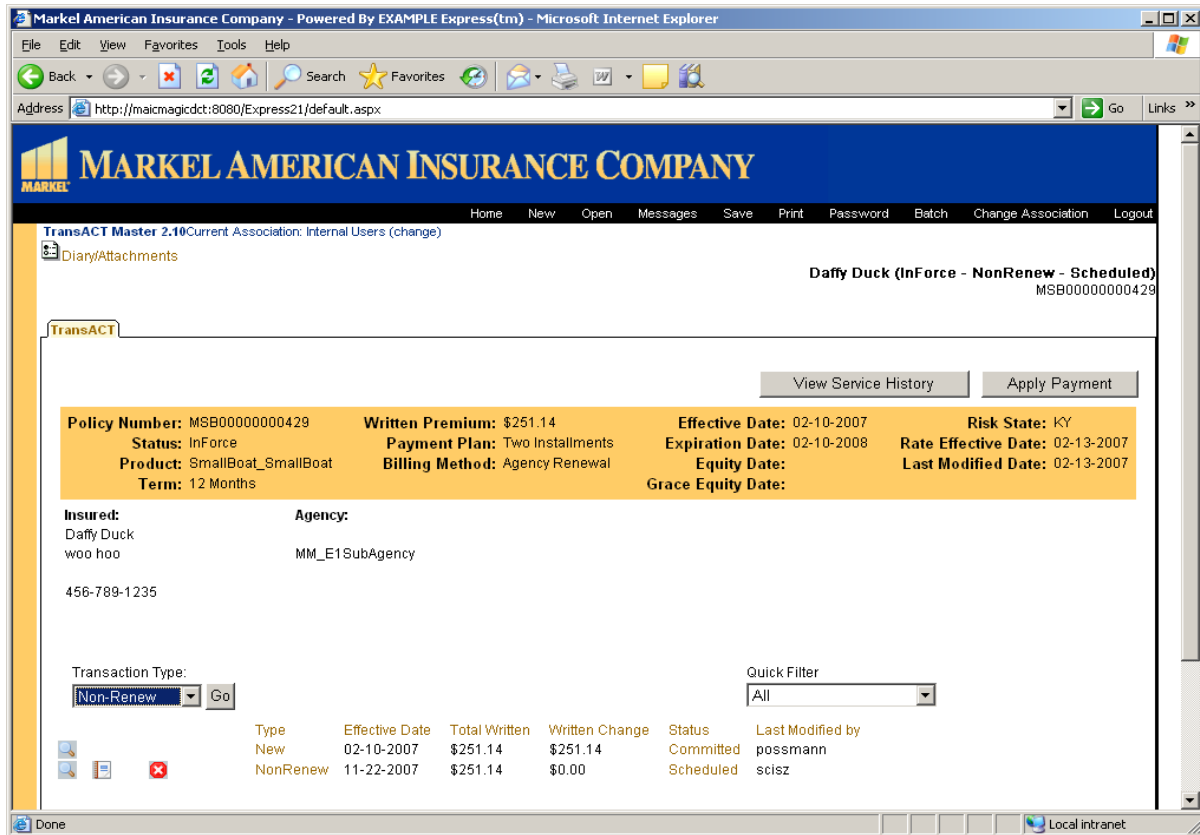 Markel American Insurance Company - Powered By EXAMPLE Express(tm) - Microsoft Internet Explorer
File Edit View Favorites Tools Help
Back Search Favorites
Address http://maicmagicdct:8080/Express21/default.aspx Go Links »
MARKEL AMERICAN INSURANCE COMPANY
MARKEL
Home New Open Messages Save Print Password Batch Change Association Logout
TransACT Master 2.10Current Association: Internal Users (change)
Diary/Attachments
Daffy Duck (InForce - NonRenew - Scheduled)
MSB00000000429
TransACT
View Service History Apply Payment
Policy Number: MSB00000000429 Written Premium: $251.14 Effective Date: 02-10-2007 Risk State: KY
Status: InForce Payment Plan: Two Installments Expiration Date: 02-10-2008 Rate Effective Date: 02-13-2007
Product: SmallBoat_SmallBoat Billing Method: Agency Renewal Equity Date: Last Modified Date: 02-13-2007
Term: 12 Months Grace Equity Date:
Insured: Agency:
Daffy Duck
woo hoo MM_E1SubAgency
456-789-1235
Transaction Type: Quick Filter
Non-Renew Go All
Type Effective Date Total Written Written Change Status Last Modified by
New 02-10-2007 $251.14 $251.14 Committed possmann
NonRenew 11-22-2007 $251.14 $0.00 Scheduled scisz
Done Local intranet